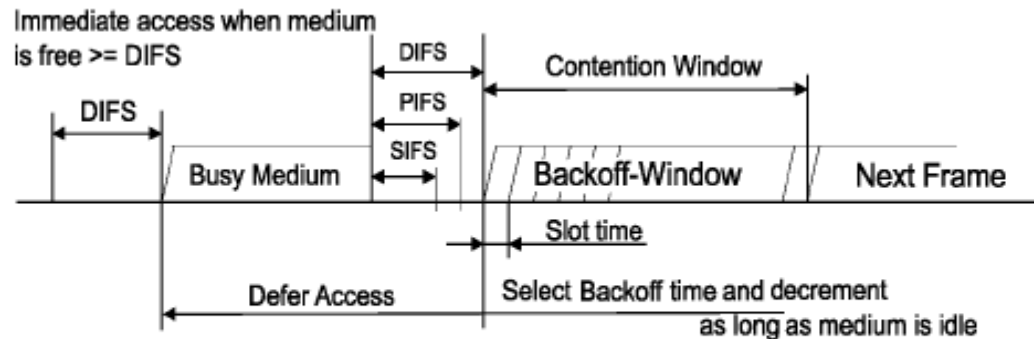 Immediate access when medium
is free >= DIFS
DIFS
DIFS
PIFS
SIFS
Contention Window
Busy Medium
Backoff-Window
Next Frame
Slot time
Defer Access
Select Backoff time and decrement
as long as medium is idle